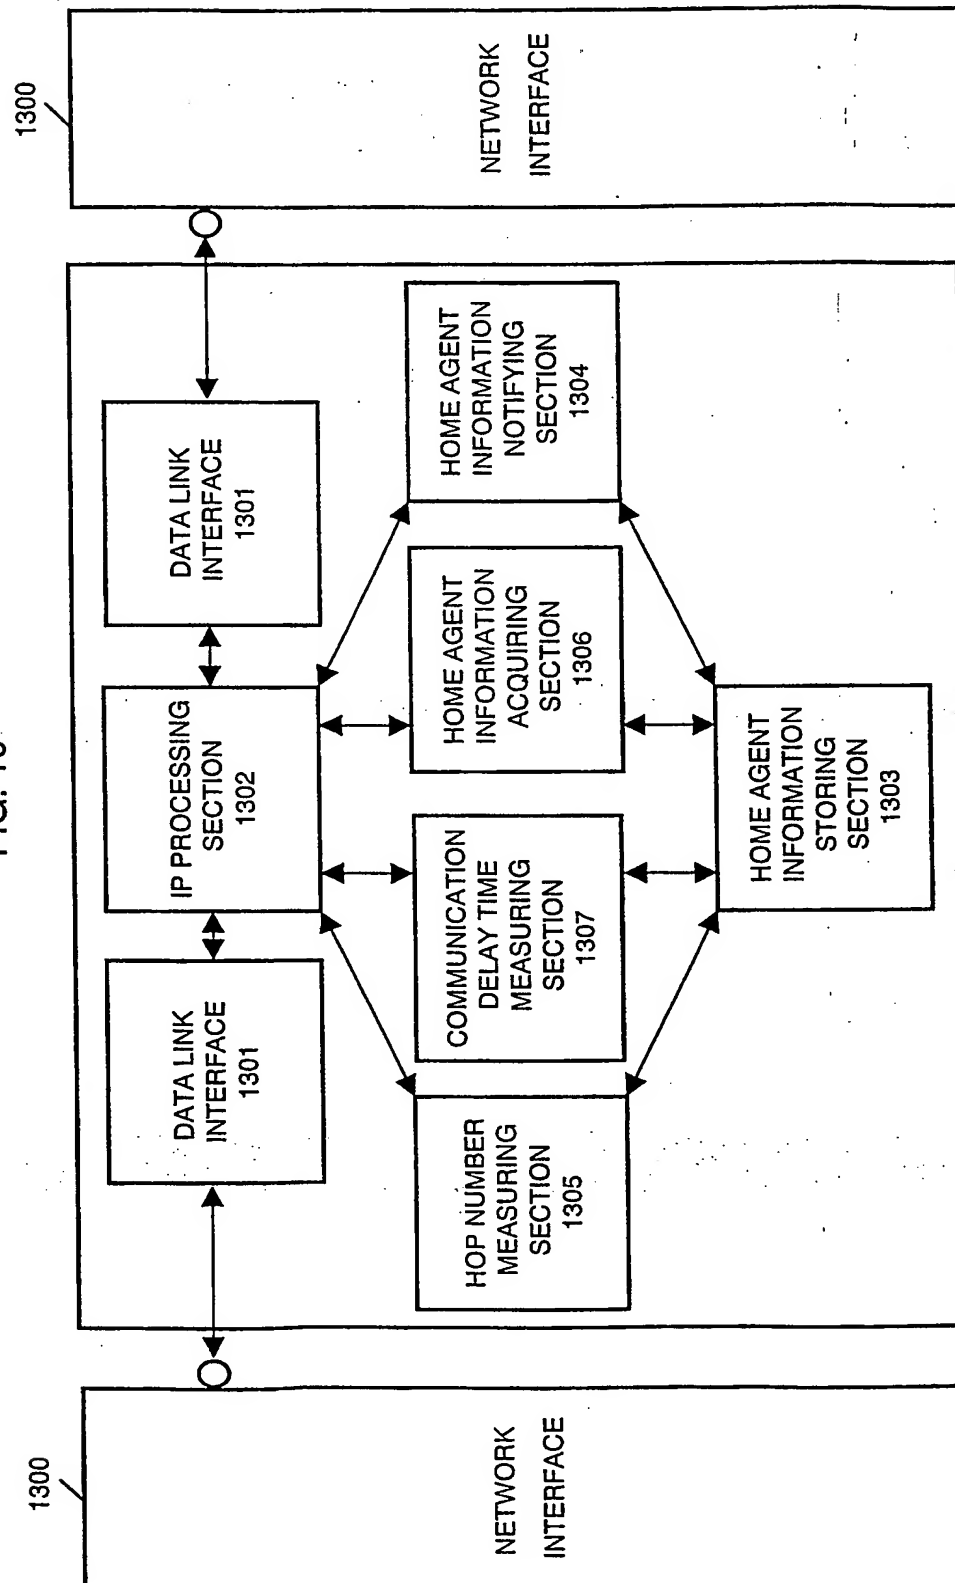 FIG.
1300
1300
DATA LINK
INTERFACE
1301
IP PROCESSING
SECTION
1302
DATA LINK
INTERFACE
1301
NETWORK
INTERFACE
HOP NUMBER
MEASURING
SECTION
1305
COMMUNICATION
DELAY TIME
MEASURING
SECTION
1307
HOME AGENT
INFORMATION
ACQUIRING
SECTION
1306
HOME AGENT
INFORMATION
NOTIFYING
SECTION
1304
NETWORK
INTERFACE
HOME AGENT
INFORMATION
STORING
SECTION
1303